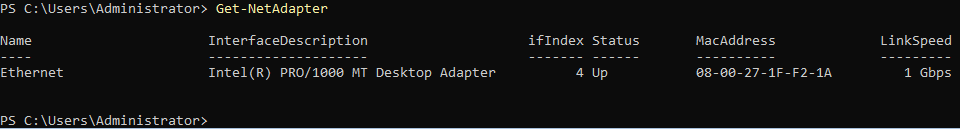 PS C:\Users\Administrator> Get-NetAdapter
Name InterfaceDescription ifIndex Status MacAddress LinkSpeed
---- -------------------- ------- ------ ---------- ---------
Ethernet Intel(R) PRO/1000 MT Desktop Adapter 4 Up 08-00-27-1F-F2-1A 1 Gbps
PS C:\Users\Administrator>